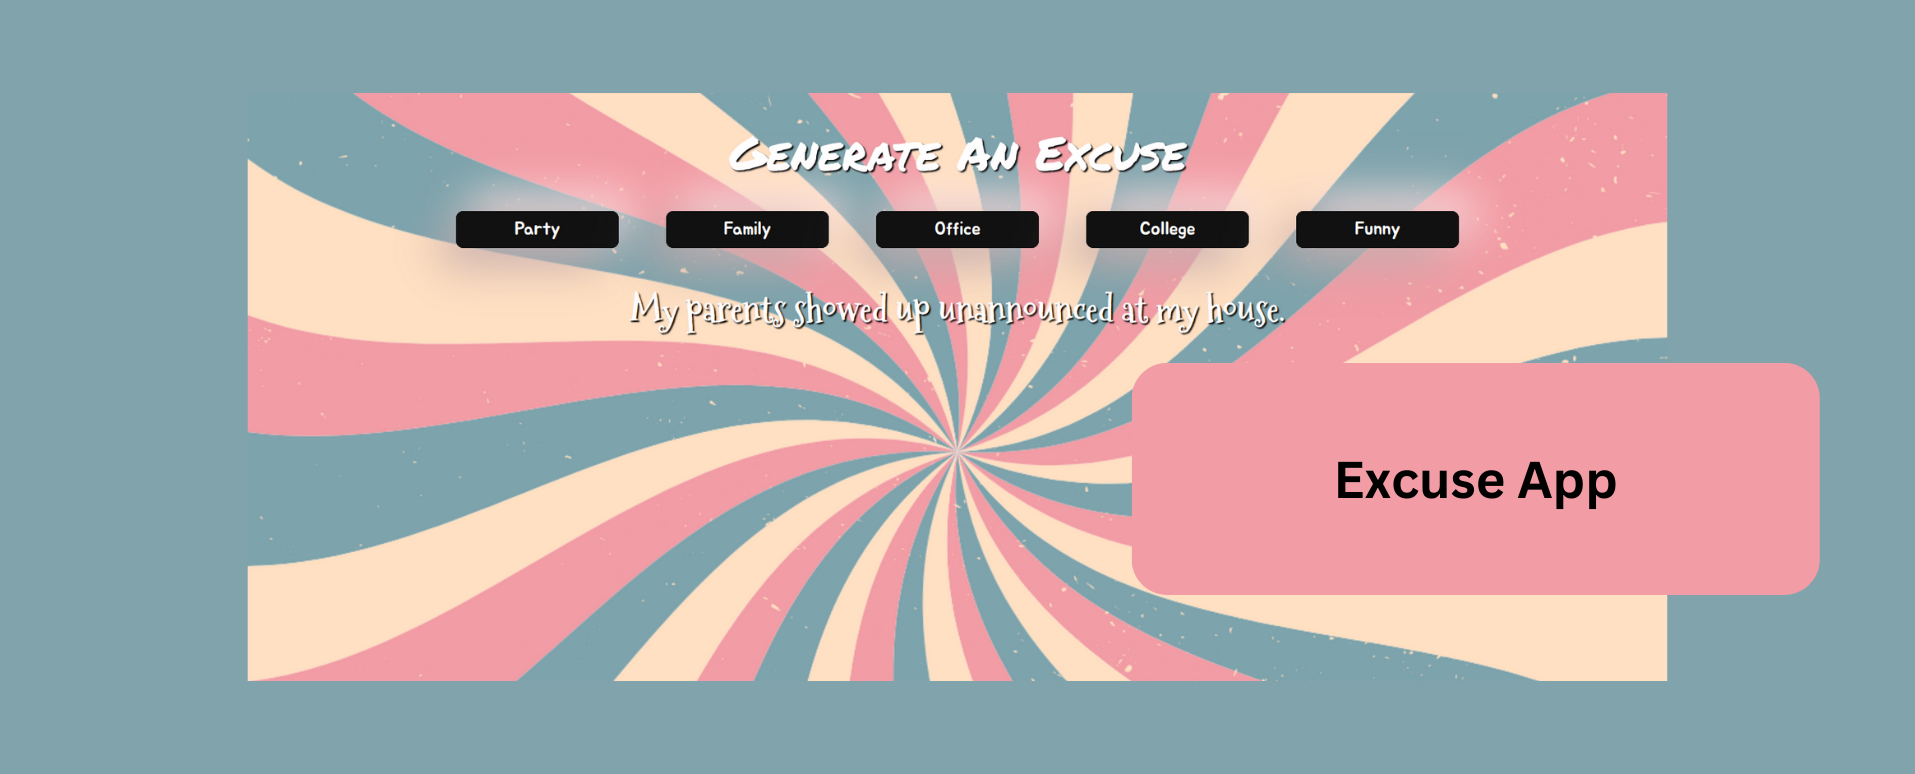 Generate An Excuse
Party Family Office College Funny
My parents showed up unannounced at my house.
Excuse App